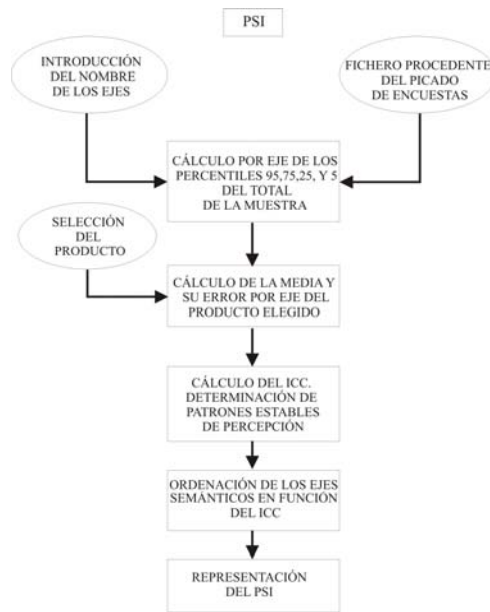 PSI
INTRODUCCIÓN
DEL NOMBRE
DE LOS EJES
FICHERO PROCEDENTE
DEL PICADO
DE ENCUESTAS
CÁLCULO POR EJE DE LOS
PERCENTILES 95,75,25, Y 5
DEL TOTAL
DE LA MUESTRA
SELECCIÓN
DEL
PRODUCTO
CÁLCULO DE LA MEDIA Y
SU ERROR POR EJE DEL
PRODUCTO ELEGIDO
CÁLCULO DEL ICC.
DETERMINACIÓN DE
PATRONES ESTABLES
DE PERCEPCIÓN
ORDENACIÓN DE LOS EJES
SEMÁNTICOS EN FUNCIÓN
DEL ICC
REPRESENTACIÓN
DEL PSI